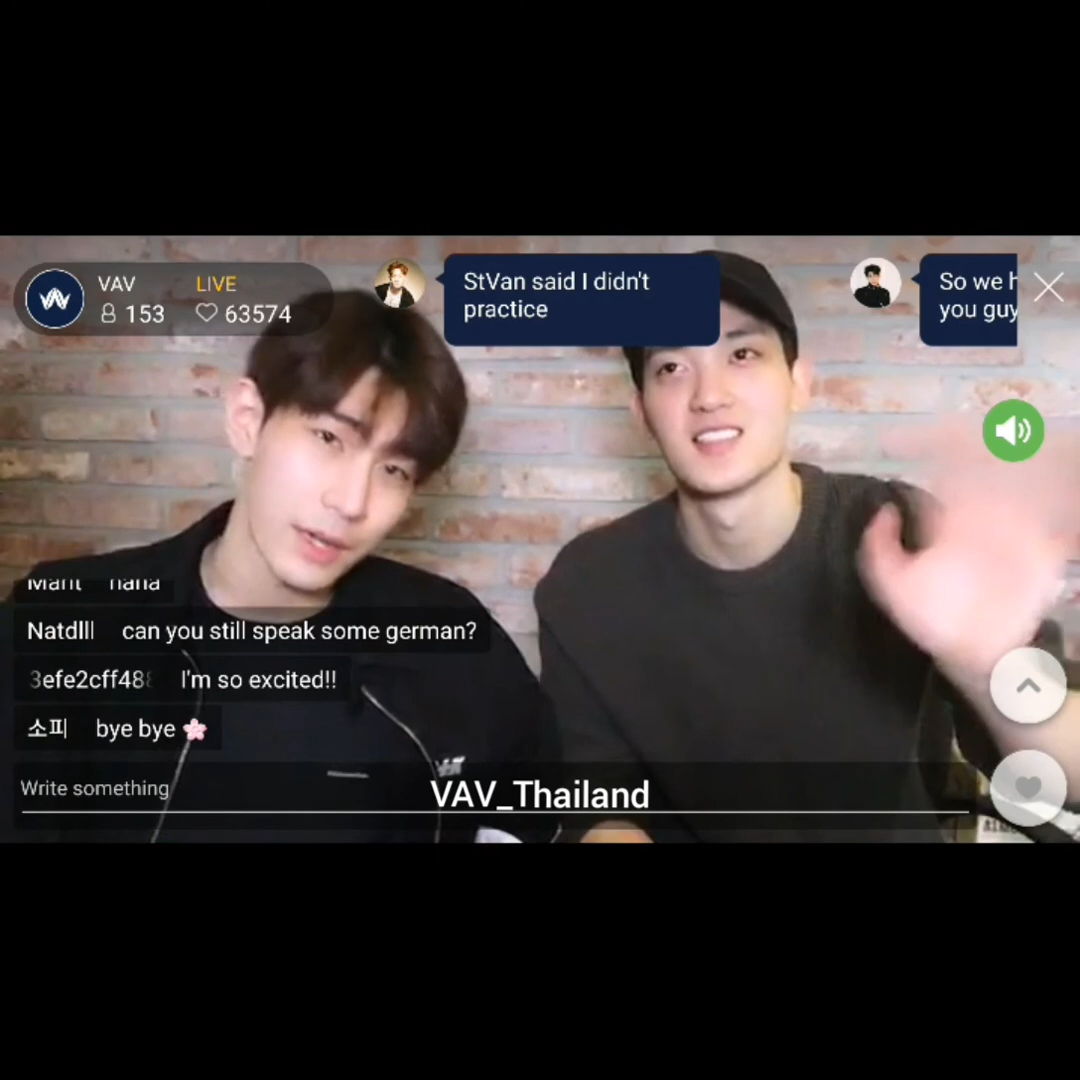 VAV LIVE
153 63574
StVan said I didn't
practice
So we h
you guy
Natdlll can you still speak some german?
3efe2cff488 I'm so excited!!
소피 bye bye 🌸
Write something
VAV_Thailand